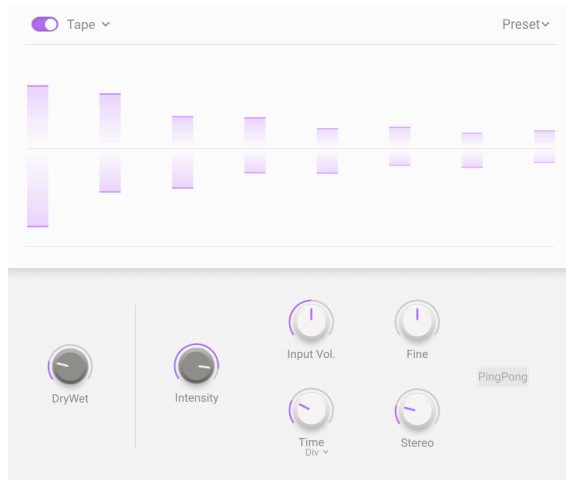 Tape
Preset
Input Vol.
Fine
DryWet
Intensity
PingPong
Time
Div
Stereo